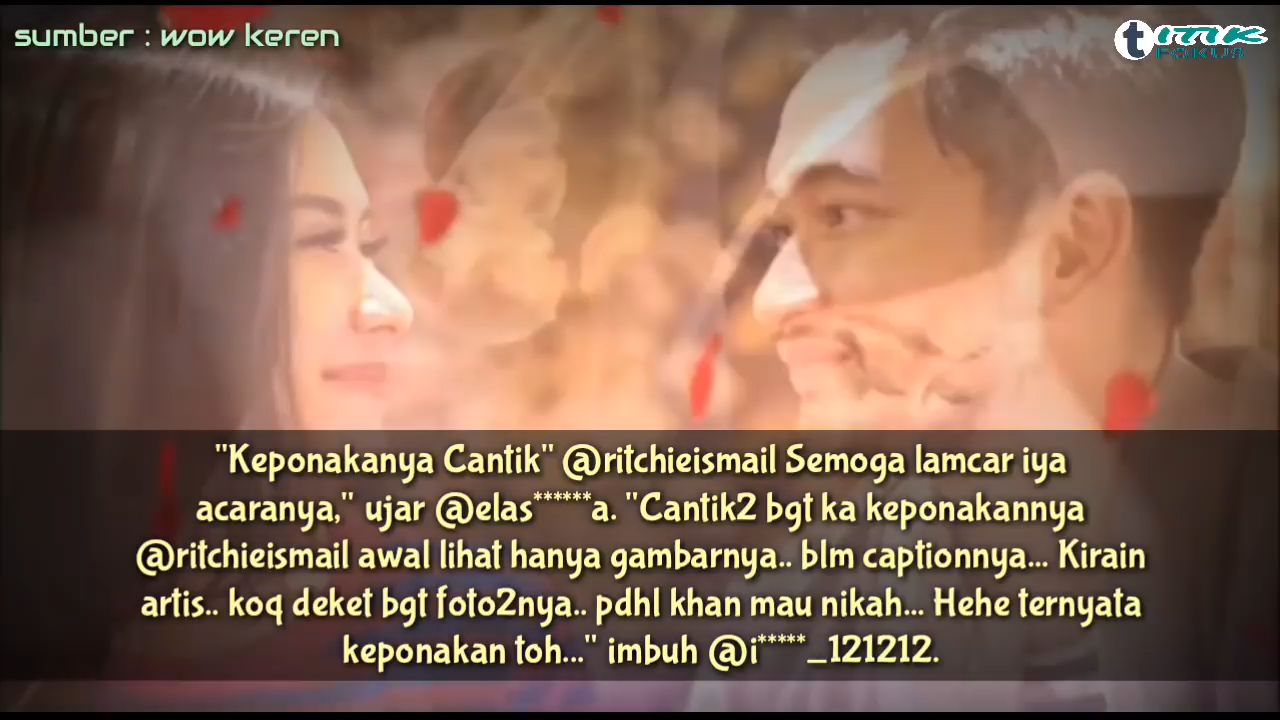 sumber : wow keren
titik
FOKUS
"Keponakanya Cantik" @ritchieismail Semoga lamcar iya
acaranya," ujar @elas******a. "Cantik2 bgt ka keponakannya
@ritchieismail awal lihat hanya gambarnya.. blm captionnya... Kirain
artis.. koq deket bgt foto2nya.. pdhl khan mau nikah... Hehe ternyata
keponakan toh..." imbuh @i*****_121212.